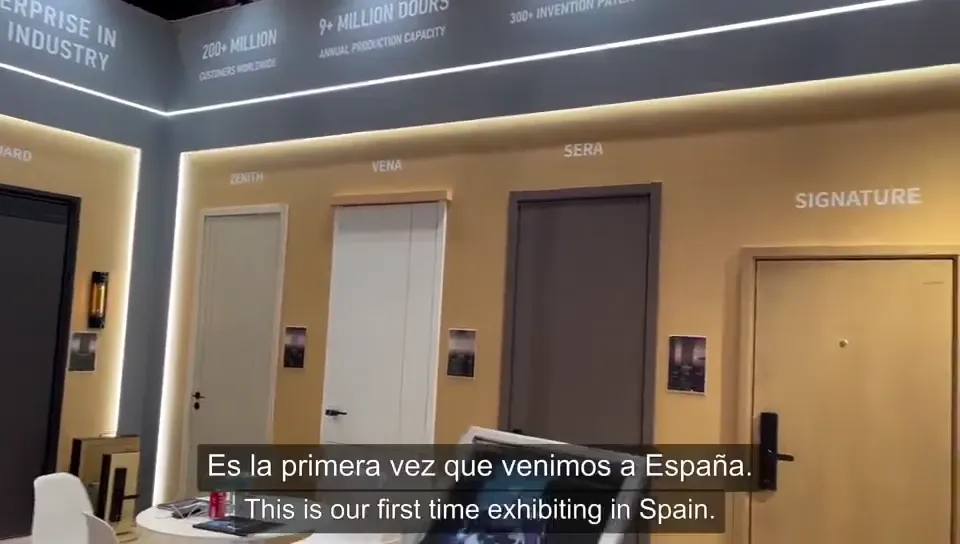 ERPRISE IN
INDUSTRY
200+ MILLION
CUSTOMERS WORLDWIDE
9+ MILLION DOORS
ANNUAL PRODUCTION CAPACITY
300+ INVENTION
ZENITH
VENA
SERA
SIGNATURE
Es la primera vez que venimos a España.
This is our first time exhibiting in Spain.